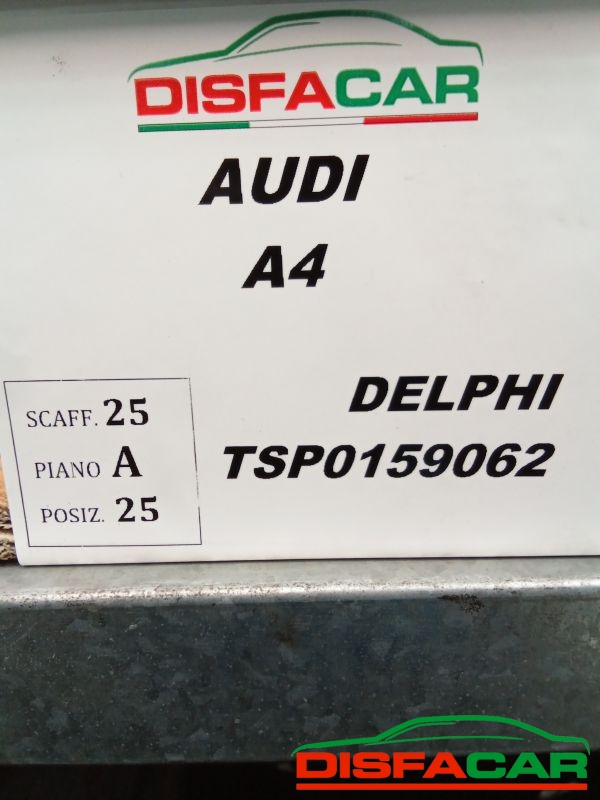 DISFACAR
AUDI
A4
DELPHI
TSP0159062
SCAFF. 25
PIANO A
POSIZ. 25
DISFACAR